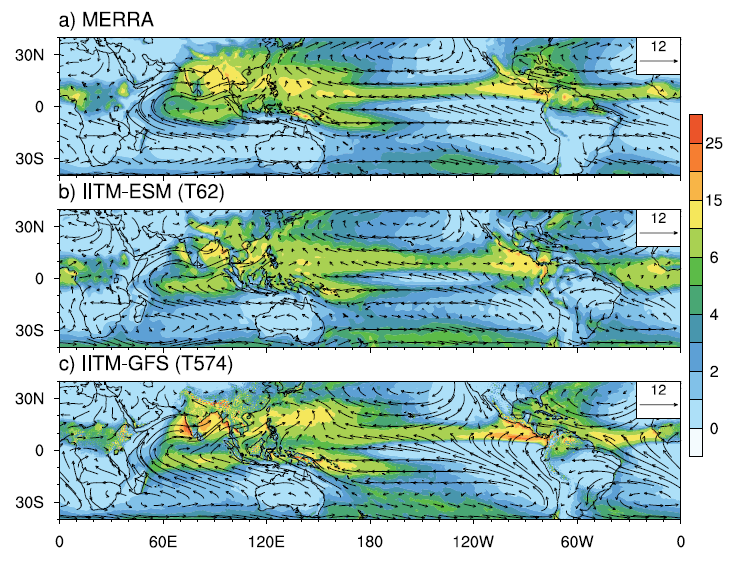 a) MERRA
30N
0
30S
12
b) IITM-ESM (T62)
30N
0
30S
12
c) IITM-GFS (T574)
30N
0
30S
12
0 60E 120E 180 120W 60W 0
25
15
6
4
2
0